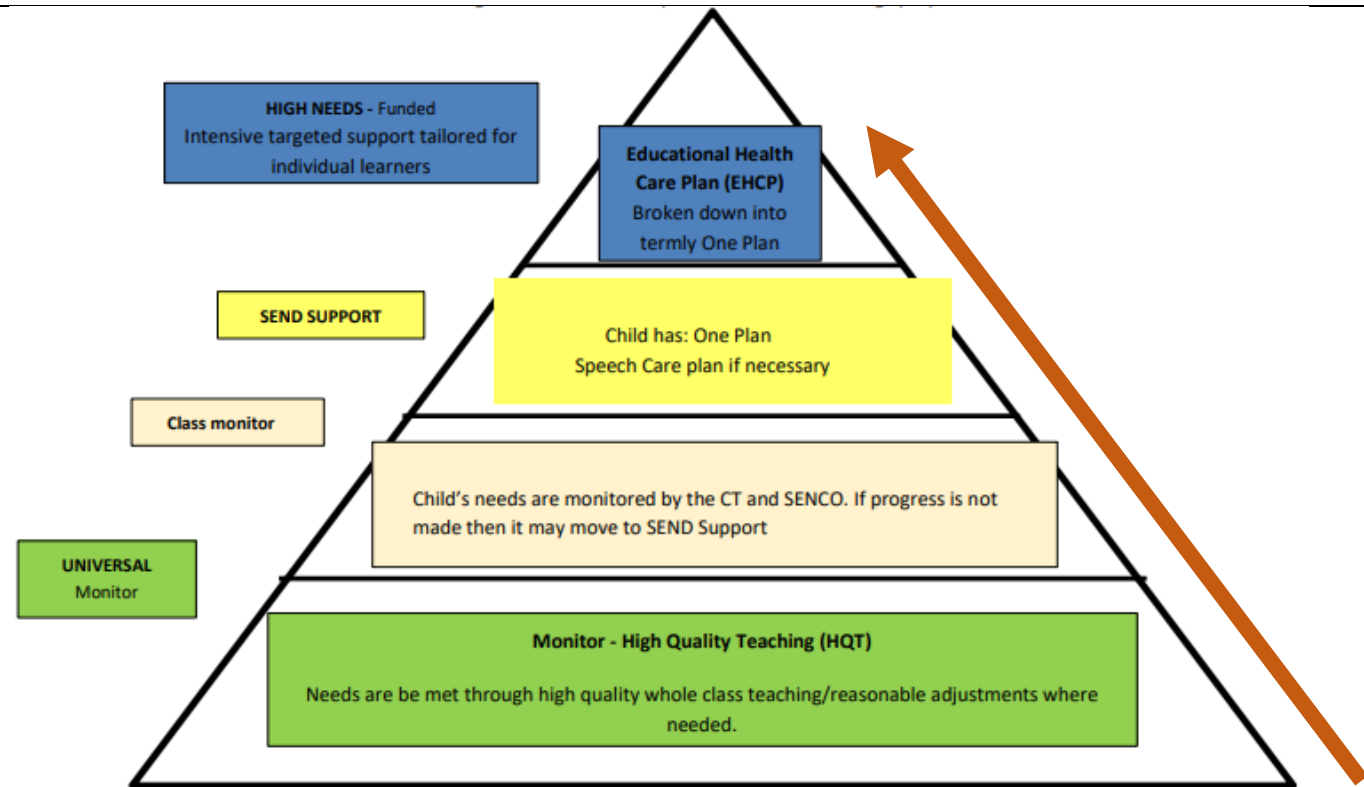 HIGH NEEDS - Funded
Intensive targeted support tailored for
individual learners
Educational Health
Care Plan (EHCP)
Broken down into
termly One Plan
SEND SUPPORT
Child has: One Plan
Speech Care plan if necessary
Class monitor
Child's needs are monitored by the CT and SENCO. If progress is not
made then it may move to SEND Support
UNIVERSAL
Monitor
Monitor - High Quality Teaching (HQT)
Needs are be met through high quality whole class teaching/reasonable adjustments where
needed.